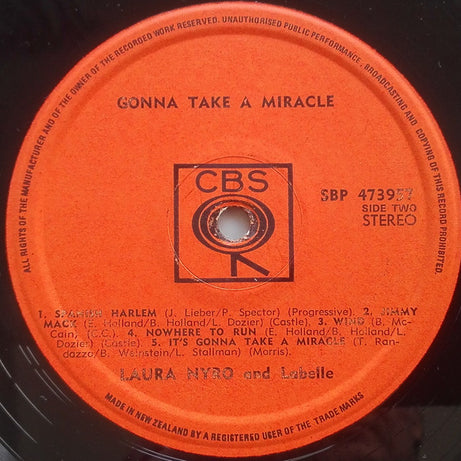 ALL RIGHTS OF THE MANUFACTURER AND OF THE OWNER OF THE RECORDED WORK RESERVED. UNAUTHORISED PUBLIC PERFORMANCE, BROADCASTING AND COPYING OF THIS RECORD PROHIBITED.
GONNA TAKE A MIRACLE
CBS
SBP 473957
SIDE TWO
STEREO
1. SPANISH HARLEM (J. Lieber/P. Spector) (Progressive). 2. JIMMY
MACK (E. Holland/B. Holland/L. Dozier) (Castle). 3. WIND (B. Mc-
Cain) (C.C.). 4. NOWHERE TO RUN (E. Holland/B. Holland/L.
Dozier) (Castle). 5. IT'S GONNA TAKE A MIRACLE (T. Ran-
dazzo/B. Weinstein/L. Stallman) (Morris).
LAURA NYRO and Labelle
MADE IN NEW ZEALAND BY A REGISTERED USER OF THE TRADE MARKS